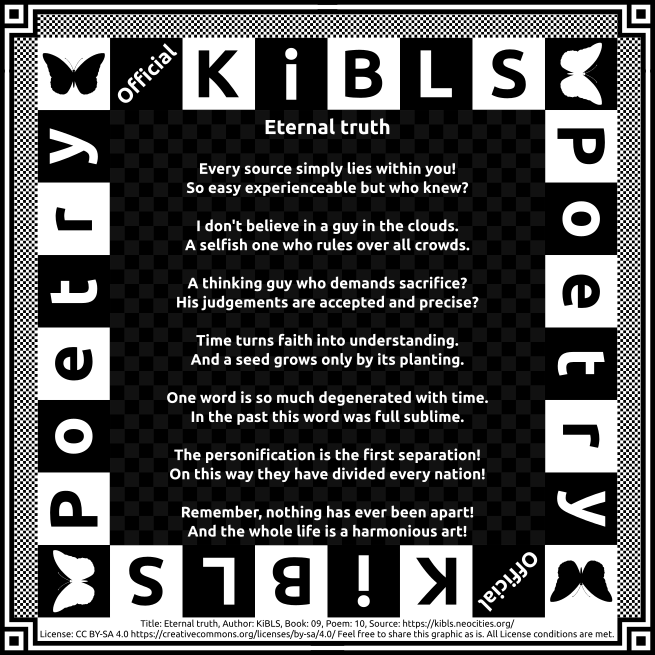 Official KiBLS
Poetry
Poetry
Eternal truth
Every source simply lies within you!
So easy experienceable but who knew?
I don't believe in a guy in the clouds.
A selfish one who rules over all crowds.
A thinking guy who demands sacrifice?
His judgements are accepted and precise?
Time turns faith into understanding.
And a seed grows only by its planting.
One word is so much degenerated with time.
In the past this word was full sublime.
The personification is the first separation!
On this way they have divided every nation!
Remember, nothing has ever been apart!
And the whole life is a harmonious art!
Official KiBLS
Title: Eternal truth, Author: KiBLS, Book: 09, Poem: 10, Source: https://kibls.neocities.org/
License: CC BY-SA 4.0 https://creativecommons.org/licenses/by-sa/4.0/ Feel free to share this graphic as is. All License conditions are met.